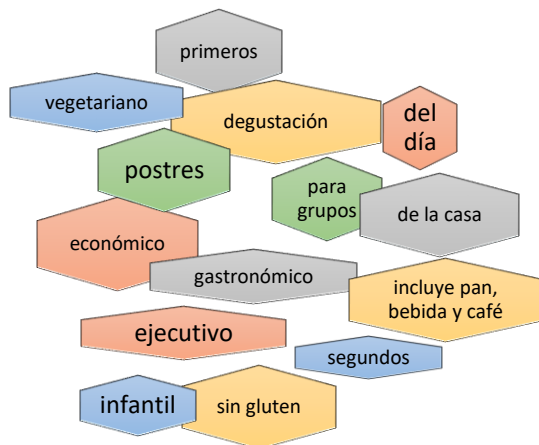 primeros
vegetariano
degustación
del
día
postres
para
grupos
de la casa
económico
gastronómico
incluye pan,
bebida y café
ejecutivo
segundos
infantil
sin gluten